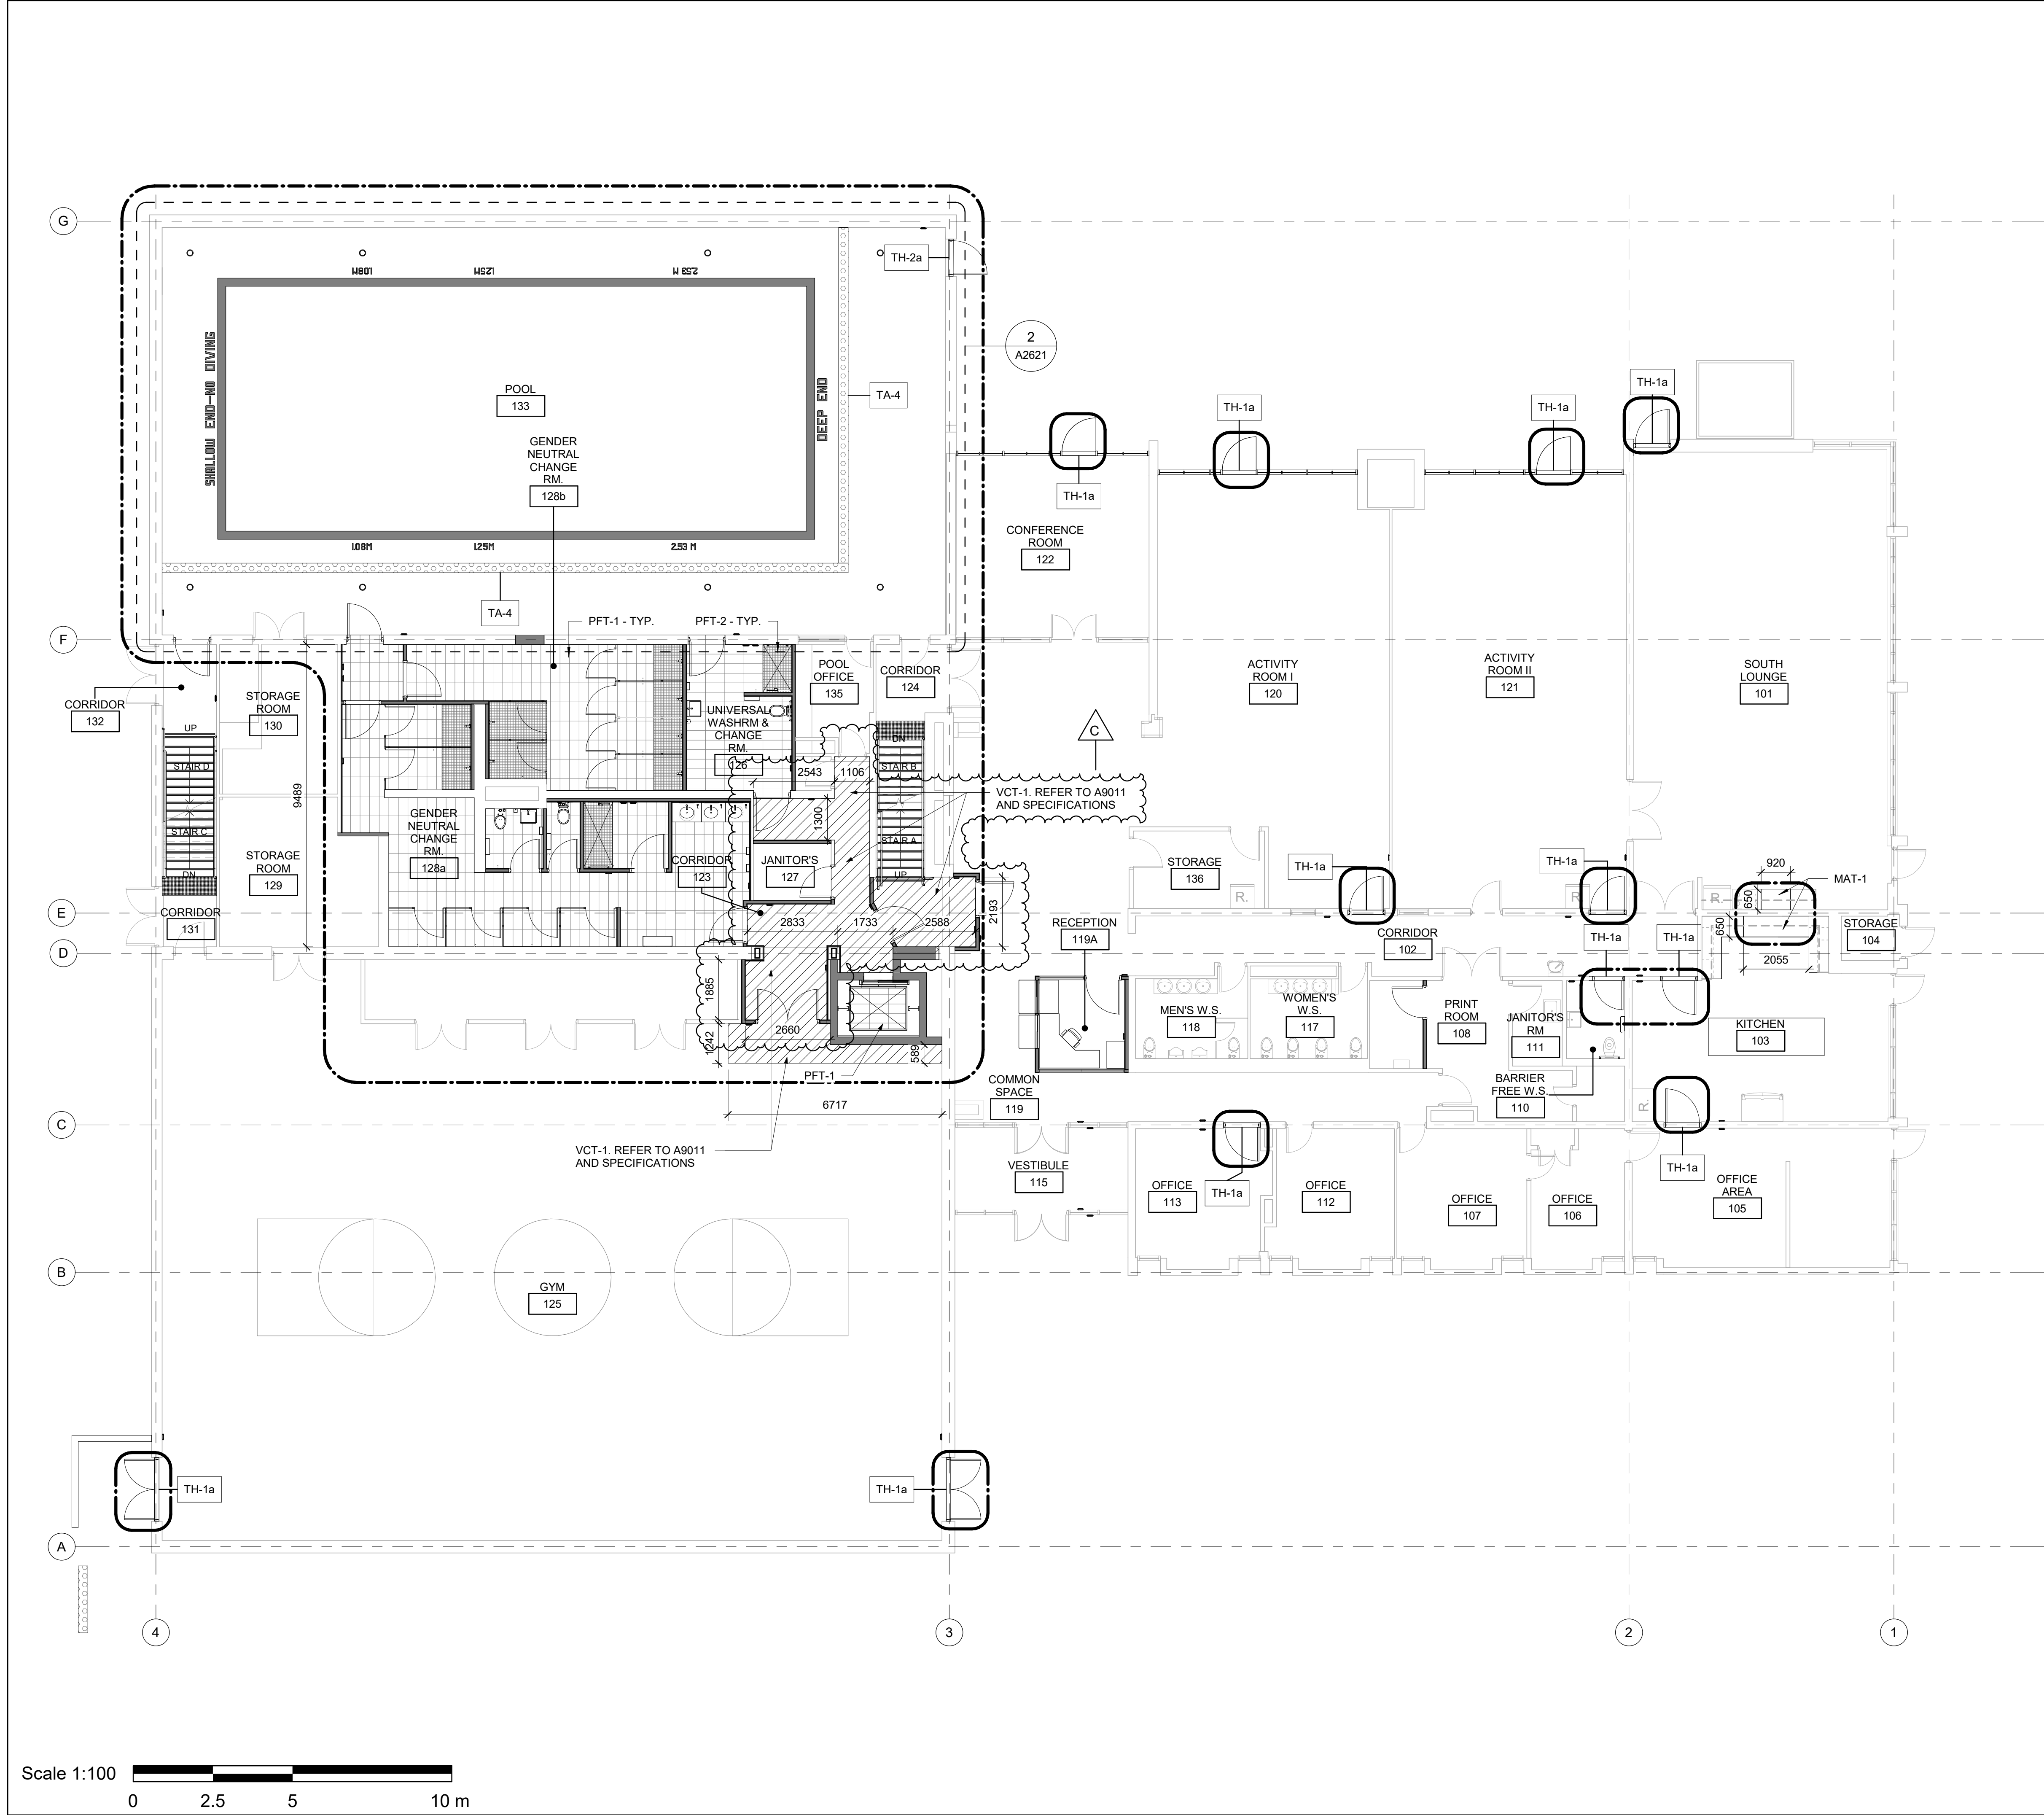 G
TH-2a
1.08M
1.25M
2.53 M
2
A2621
SHALLOW END-NO DIVING
POOL
133
DEEP END
TA-4
TH-1a
TH-1a
TH-1a
GENDER
NEUTRAL
CHANGE
RM.
128b
TH-1a
CONFERENCE
ROOM
122
1.08M
1.25M
2.53 M
TA-4
PFT-1 - TYP.
PFT-2 - TYP.
F
POOL
OFFICE
135
CORRIDOR
124
ACTIVITY
ROOM I
120
ACTIVITY
ROOM II
121
SOUTH
LOUNGE
101
CORRIDOR
132
STORAGE
ROOM
130
UNIVERSAL
WASHRM &
CHANGE
RM.
126
C
UP
STAIR D
DN
STAIR B
2543
1106
9489
VCT-1. REFER TO A9011
AND SPECIFICATIONS
1300
STAIR C
STAIR A
GENDER
NEUTRAL
CHANGE
RM.
128a
STORAGE
ROOM
129
CORRIDOR
123
JANITOR'S
127
DN
UP
STORAGE
136
R.
TH-1a
TH-1a
R.
920
MAT-1
650
R.
E
CORRIDOR
131
2833
1733
2588
2193
RECEPTION
119A
CORRIDOR
102
TH-1a
TH-1a
650
STORAGE
104
D
2055
1885
MEN'S W.S.
118
WOMEN'S
W.S.
117
PRINT
ROOM
108
JANITOR'S
RM
111
KITCHEN
103
2660
1242
589
PFT-1
COMMON
SPACE
119
BARRIER
FREE W.S.
110
R.
6717
C
VCT-1. REFER TO A9011
AND SPECIFICATIONS
VESTIBULE
115
OFFICE
113
TH-1a
OFFICE
112
OFFICE
107
OFFICE
106
TH-1a
OFFICE
AREA
105
B
GYM
125
TH-1a
TH-1a
A
4
3
2
1
Scale 1:100
0
2.5
5
10 m